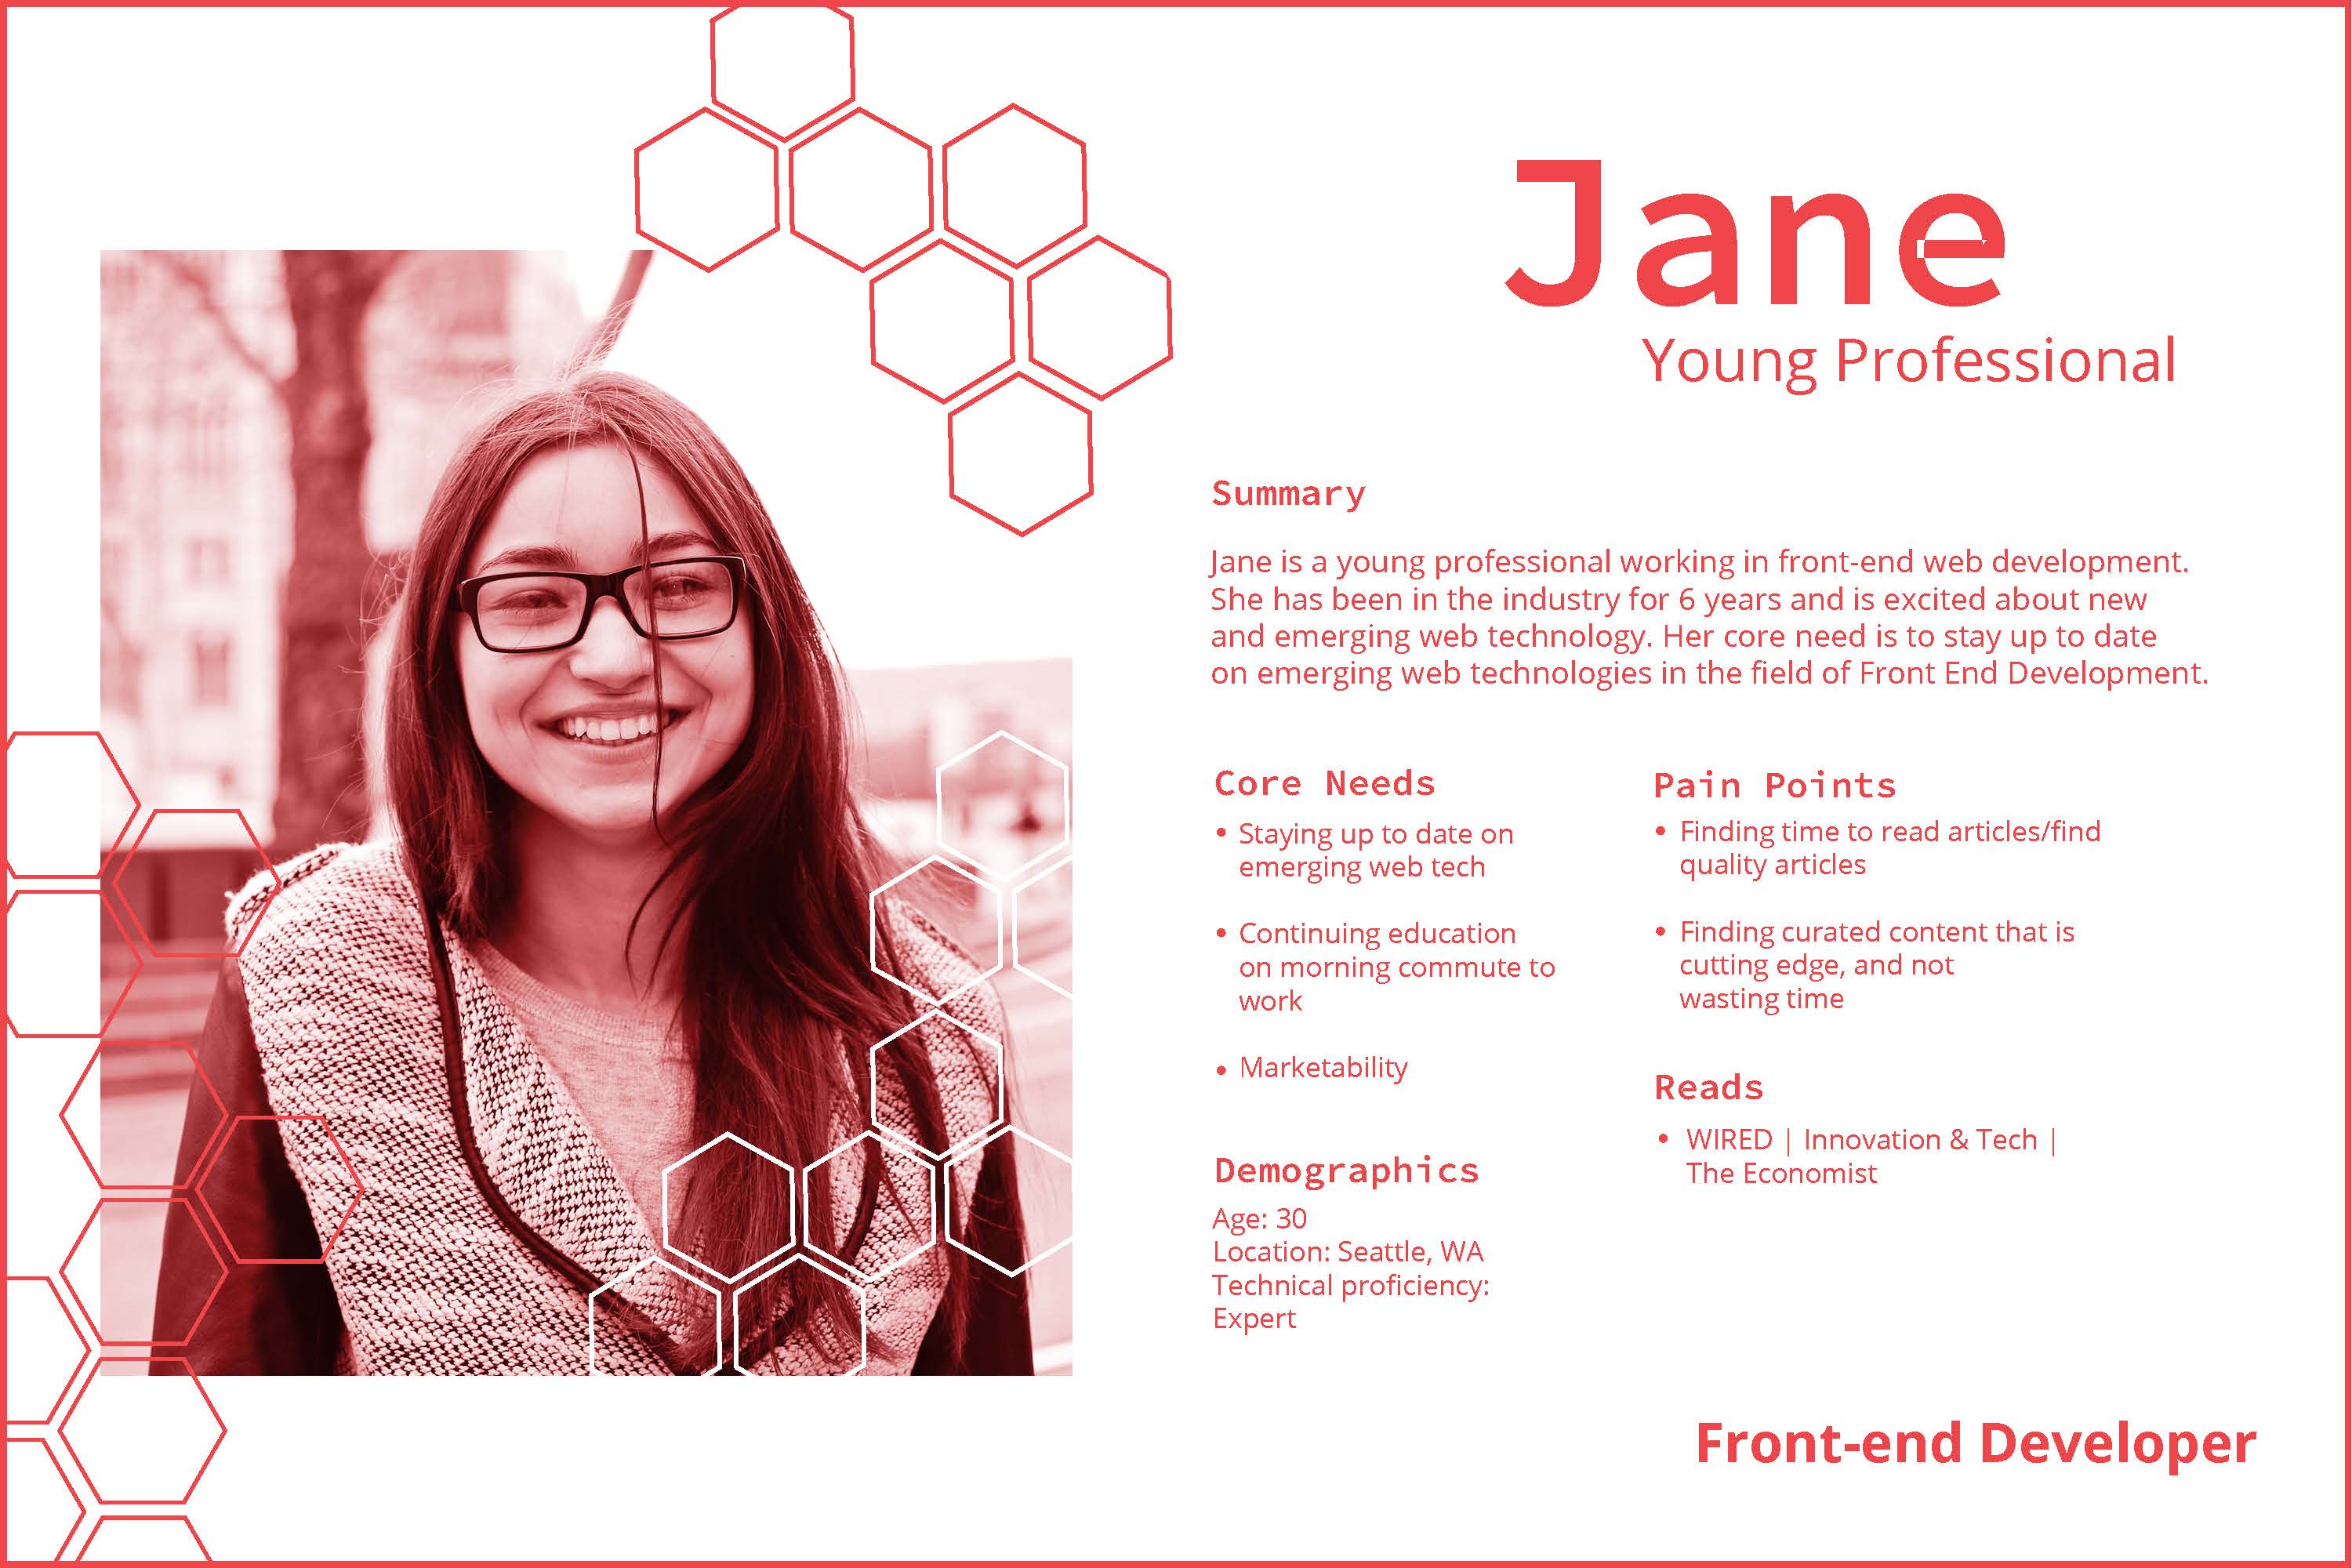 Jane
Young Professional
Summary
Jane is a young professional working in front-end web development.
She has been in the industry for 6 years and is excited about new
and emerging web technology. Her core need is to stay up to date
on emerging web technologies in the field of Front End Development.
Core Needs
• Staying up to date on
emerging web tech
• Continuing education
on morning commute to
work
• Marketability
Demographics
Age: 30
Location: Seattle, WA
Technical proficiency:
Expert
Pain Points
• Finding time to read articles/find
quality articles
• Finding curated content that is
cutting edge, and not
wasting time
Reads
• WIRED | Innovation & Tech |
The Economist
Front-end Developer